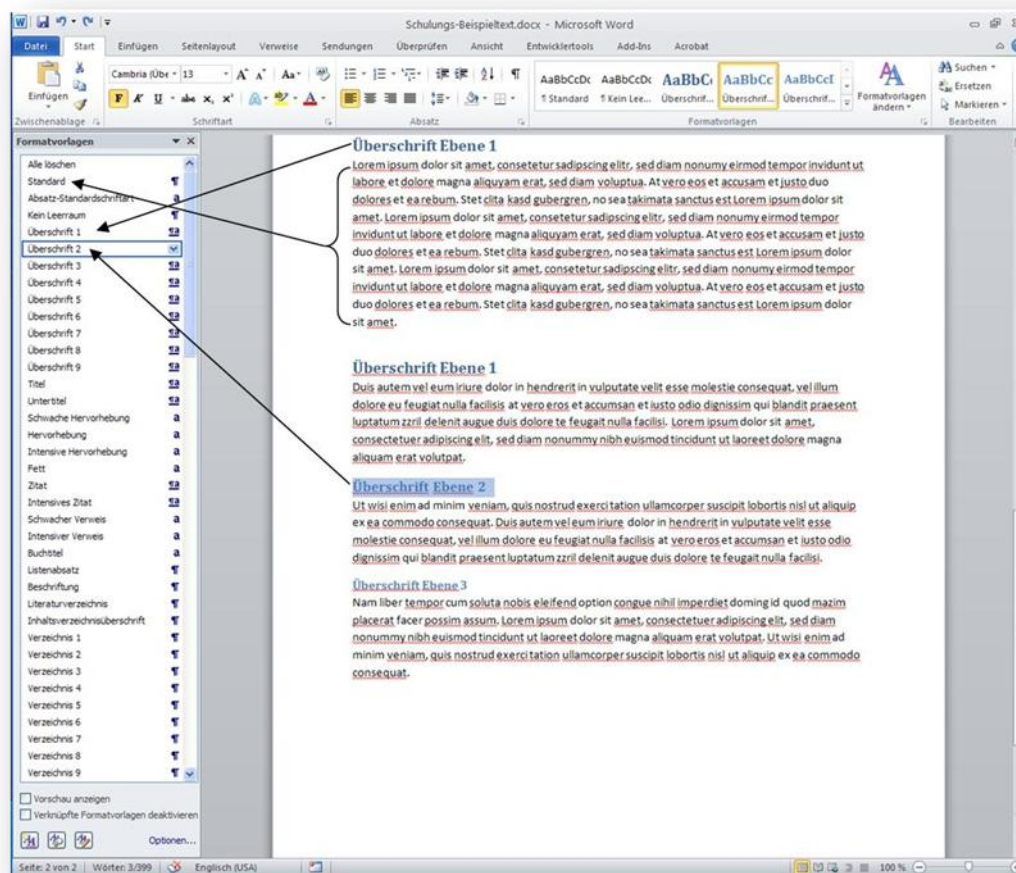 Schulungs-Beispieltext.docx - Microsoft Word
Datei Start Einfügen Seitenlayout Verweise Sendungen Überprüfen Ansicht Entwicklertools Add-Ins Acrobat
Einfügen
Cambria (Übe 13
F K U abc x₂ x²
AaBbCcDc AaBbCcDc AaBbC AaBbCc AaBbCcI
¶ Standard ¶ Kein Lee... Überschrif... Überschrif... Überschrif...
Formatvorlagen ändern
Suchen
Ersetzen
Markieren
Zwischenablage Schriftart Absatz Formatvorlagen Bearbeiten
Formatvorlagen
Alle löschen
Standard
Absatz-Standardschriftart
Kein Leerraum
Überschrift 1
Überschrift 2
Überschrift 3
Überschrift 4
Überschrift 5
Überschrift 6
Überschrift 7
Überschrift 8
Überschrift 9
Titel
Untertitel
Schwache Hervorhebung
Hervorhebung
Intensive Hervorhebung
Fett
Zitat
Intensives Zitat
Schwacher Verweis
Intensiver Verweis
Buchtitel
Listenabsatz
Beschriftung
Literaturverzeichnis
Inhaltsverzeichnisüberschrift
Verzeichnis 1
Verzeichnis 2
Verzeichnis 3
Verzeichnis 4
Verzeichnis 5
Verzeichnis 6
Verzeichnis 7
Verzeichnis 8
Verzeichnis 9
Vorschau anzeigen
Verknüpfte Formatvorlagen deaktivieren
Optionen...
Überschrift Ebene 1
Lorem ipsum dolor sit amet, consetetur sadipscing elitr, sed diam nonumy eirmod tempor invidunt ut
labore et dolore magna aliquyam erat, sed diam voluptua. At vero eos et accusam et justo duo
dolores et ea rebum. Stet clita kasd gubergren, no sea takimata sanctus est Lorem ipsum dolor sit
amet. Lorem ipsum dolor sit amet, consetetur sadipscing elitr, sed diam nonumy eirmod tempor
invidunt ut labore et dolore magna aliquyam erat, sed diam voluptua. At vero eos et accusam et justo
duo dolores et ea rebum. Stet clita kasd gubergren, no sea takimata sanctus est Lorem ipsum dolor
sit amet. Lorem ipsum dolor sit amet, consetetur sadipscing elitr, sed diam nonumy eirmod tempor
invidunt ut labore et dolore magna aliquyam erat, sed diam voluptua. At vero eos et accusam et justo
duo dolores et ea rebum. Stet clita kasd gubergren, no sea takimata sanctus est Lorem ipsum dolor
sit amet.
Überschrift Ebene 1
Duis autem vel eum iriure dolor in hendrerit in vulputate velit esse molestie consequat, vel illum
dolore eu feugiat nulla facilisis at vero eros et accumsan et iusto odio dignissim qui blandit praesent
luptatum zzril delenit augue duis dolore te feugait nulla facilisi. Lorem ipsum dolor sit amet,
consectetuer adipiscing elit, sed diam nonummy nibh euismod tincidunt ut laoreet dolore magna
aliquam erat volutpat.
Überschrift Ebene 2
Ut wisi enim ad minim veniam, quis nostrud exerci tation ullamcorper suscipit lobortis nisl ut aliquip
ex ea commodo consequat. Duis autem vel eum iriure dolor in hendrerit in vulputate velit esse
molestie consequat, vel illum dolore eu feugiat nulla facilisis at vero eros et accumsan et iusto odio
dignissim qui blandit praesent luptatum zzril delenit augue duis dolore te feugait nulla facilisi.
Überschrift Ebene 3
Nam liber tempor cum soluta nobis eleifend option congue nihil imperdiet doming id quod mazim
placerat facer possim assum. Lorem ipsum dolor sit amet, consectetuer adipiscing elit, sed diam
nonummy nibh euismod tincidunt ut laoreet dolore magna aliquam erat volutpat. Ut wisi enim ad
minim veniam, quis nostrud exerci tation ullamcorper suscipit lobortis nisl ut aliquip ex ea commodo
consequat.
Seite: 2 von 2 Wörter: 3/399 Englisch (USA) 100 %